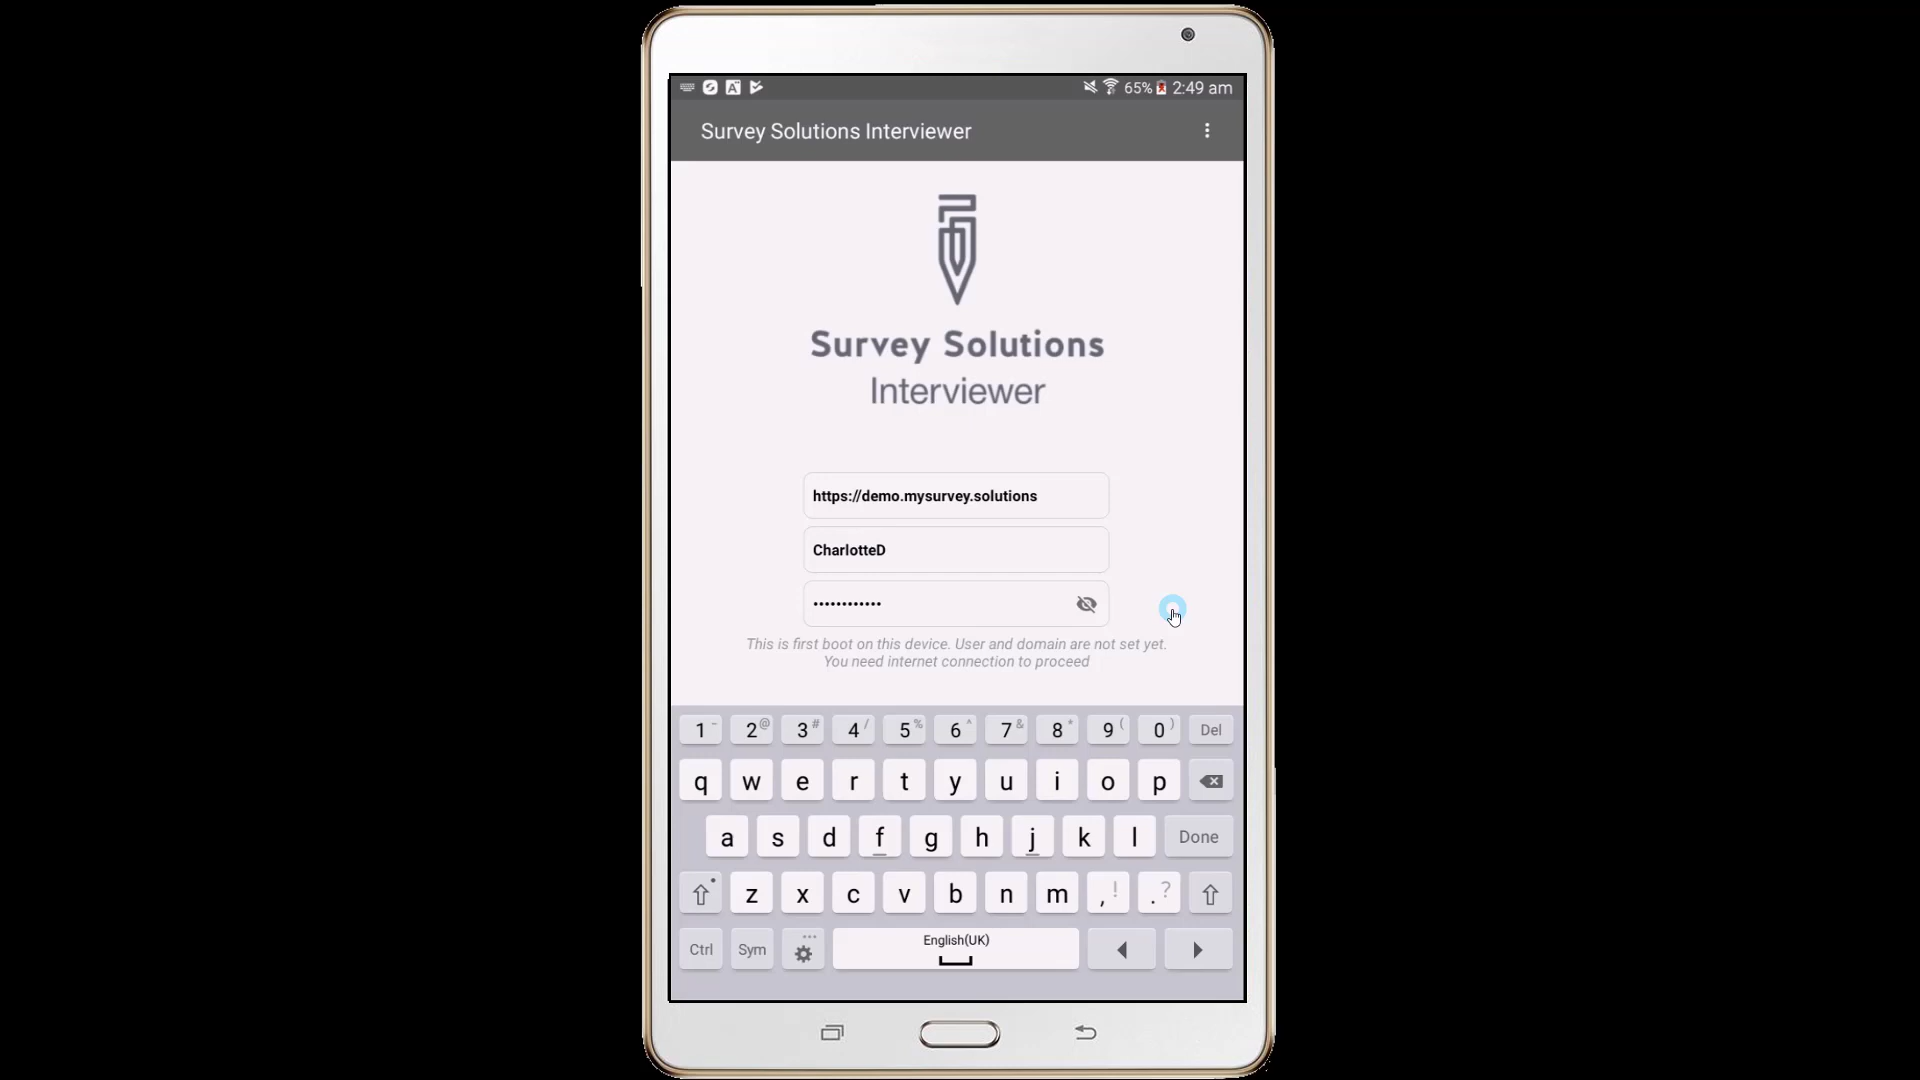 65% 2:49 am
Survey Solutions Interviewer
Survey Solutions
Interviewer
https://demo.mysurvey.solutions
CharlotteD
••••••••••••
This is first boot on this device. User and domain are not set yet.
You need internet connection to proceed
1 - 2 @ 3 # 4 / 5 % 6 ^ 7 & 8 * 9 ( 0 ) Del
q w e r t y u i o p
a s d f g h j k l Done
z x c v b n m , ! . ?
Ctrl Sym English(UK)